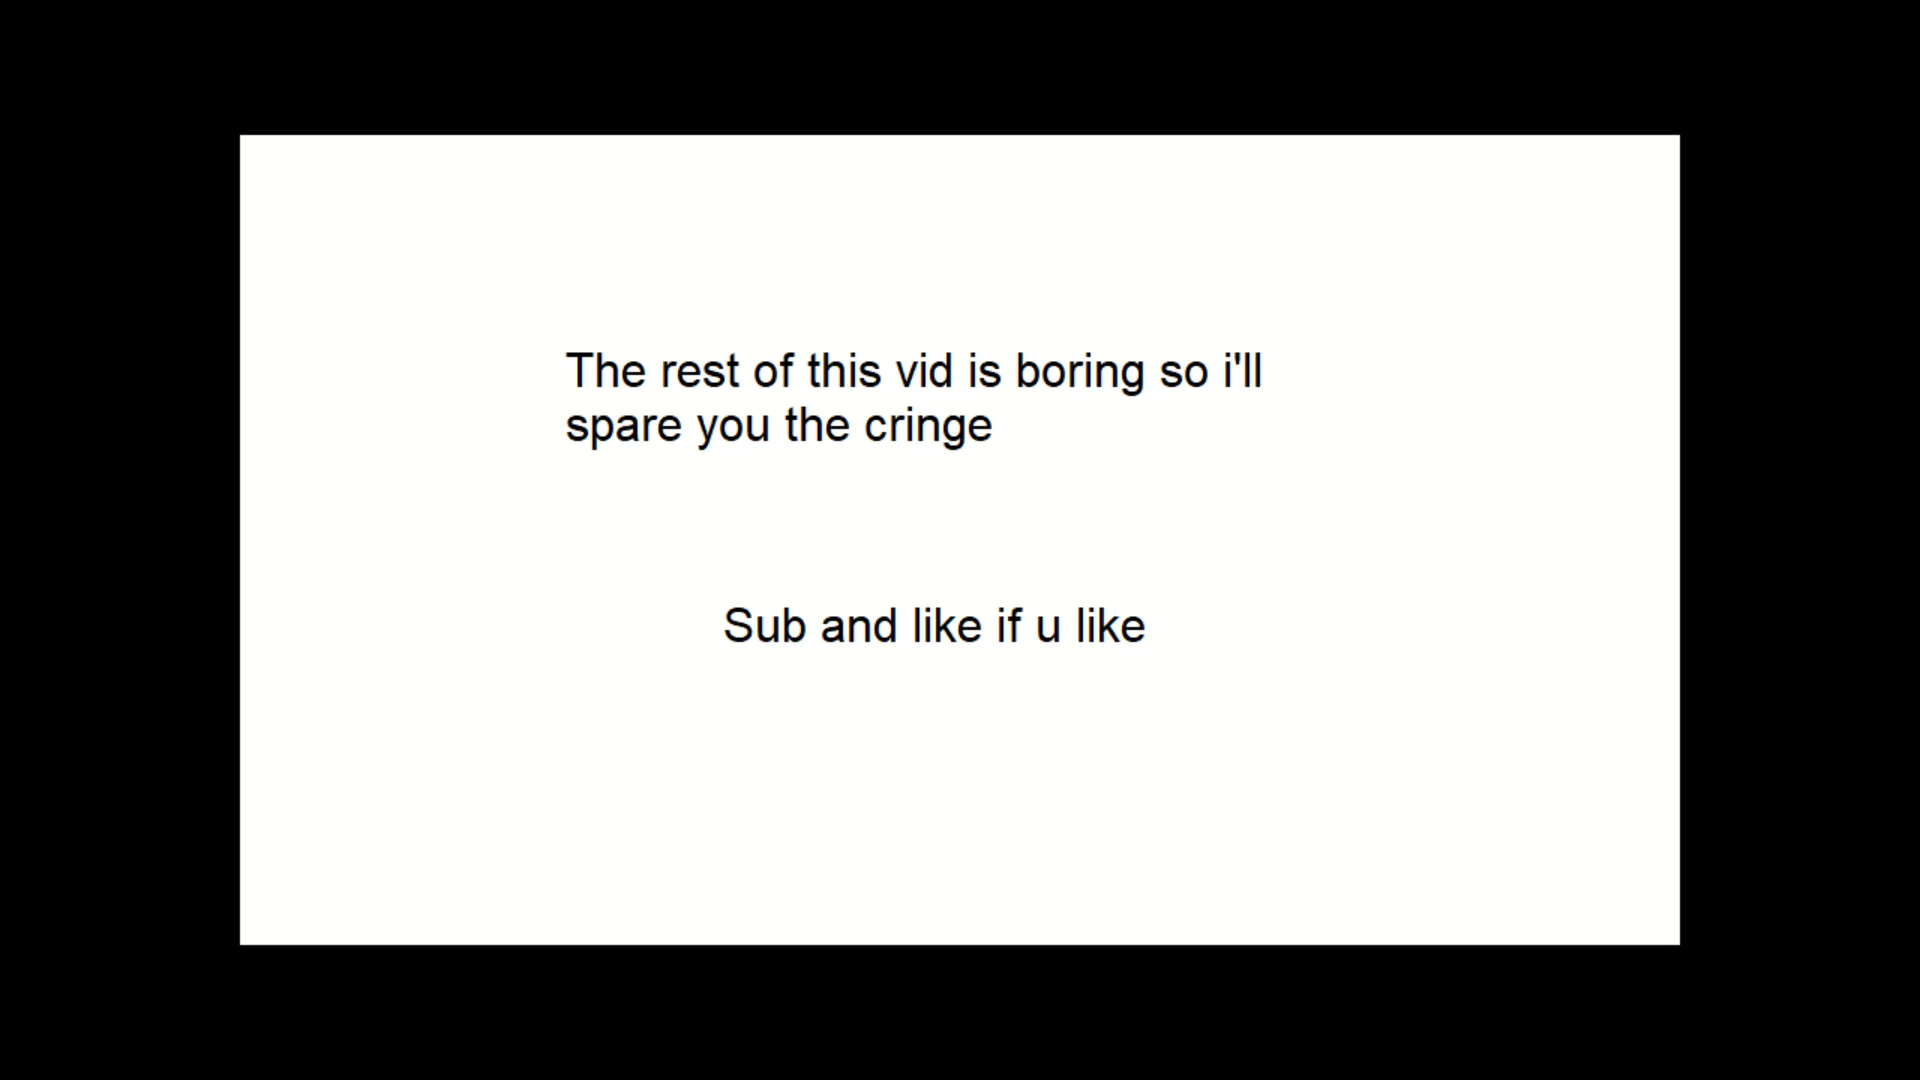 The rest of this vid is boring so i'll
spare you the cringe
Sub and like if u like